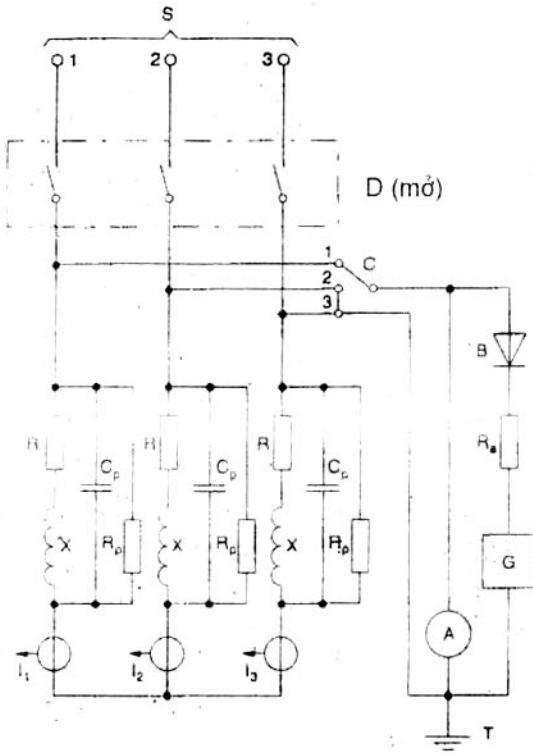 S
1 2 3
D (mở)
1
C
2
3
B
R Cp R Cp R Cp
Ra
X Rp X Rp X Rp
G
A
I1 I2 I3
T